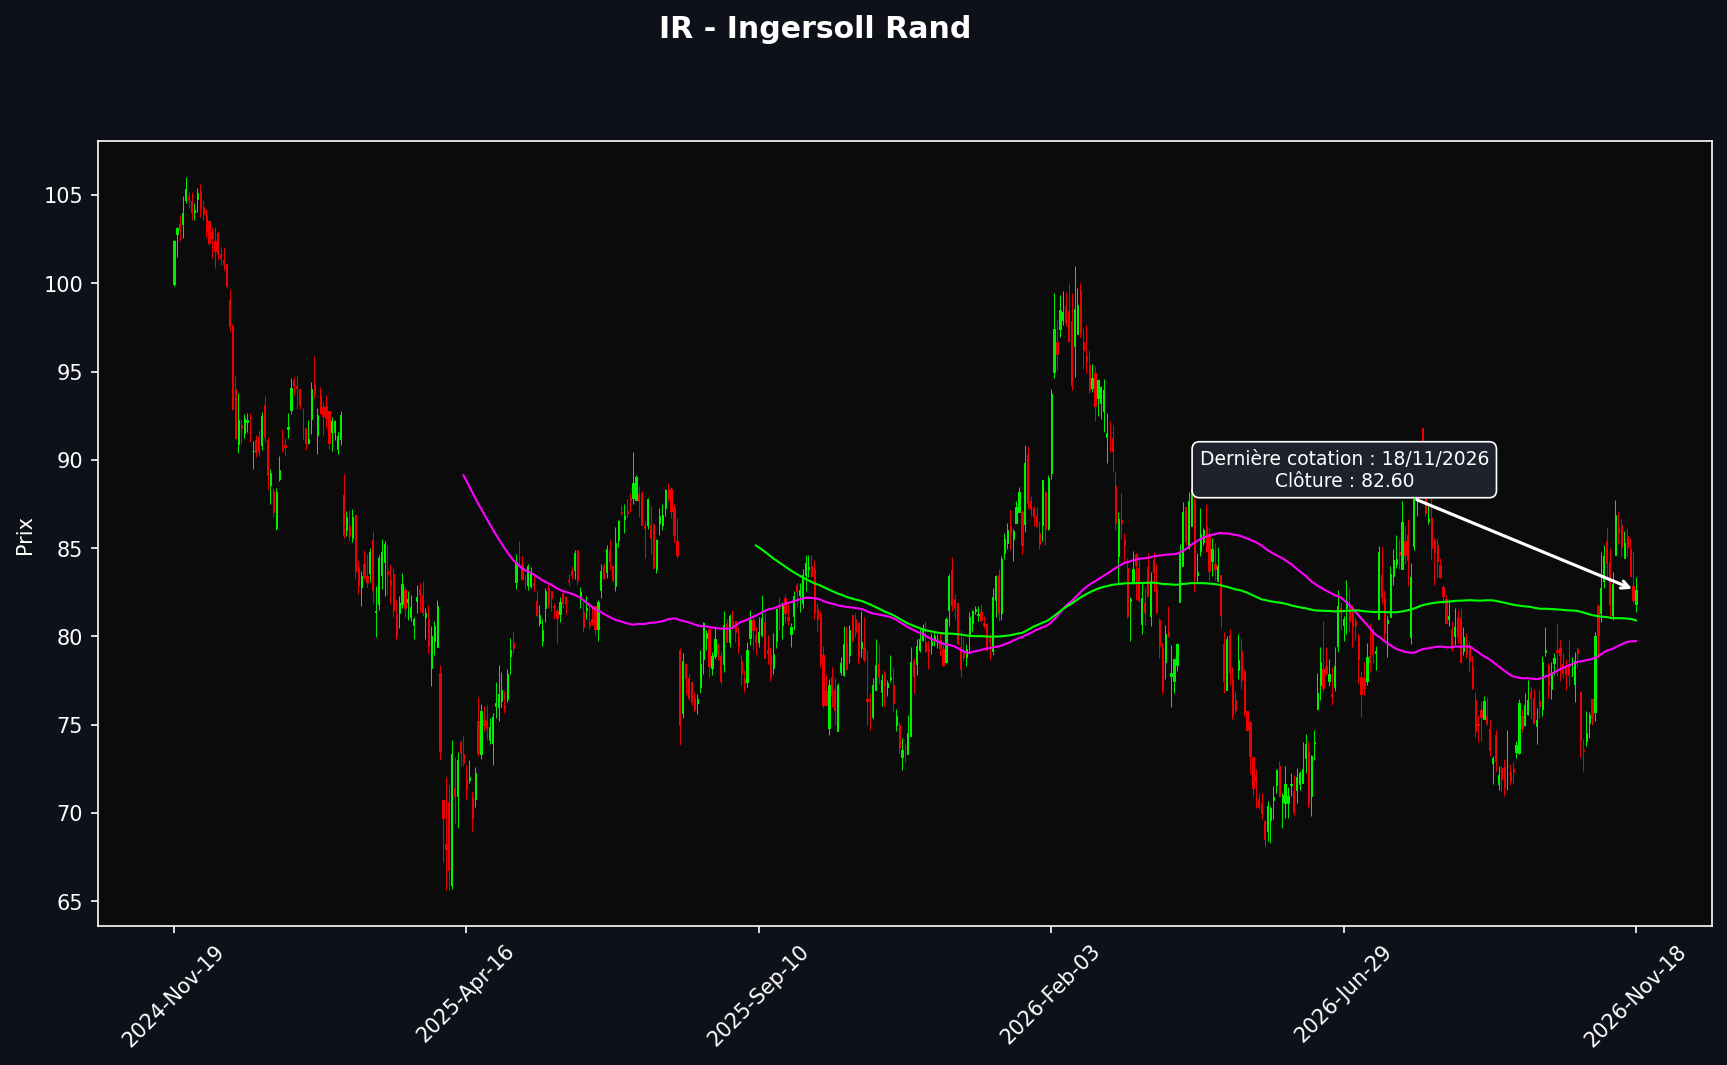 IR - Ingersoll Rand
Prix
105
100
95
90
85
80
75
70
65
Dernière cotation : 18/11/2026
Clôture : 82.60
2024-Nov-19
2025-Apr-16
2025-Sep-10
2026-Feb-03
2026-Jun-29
2026-Nov-18